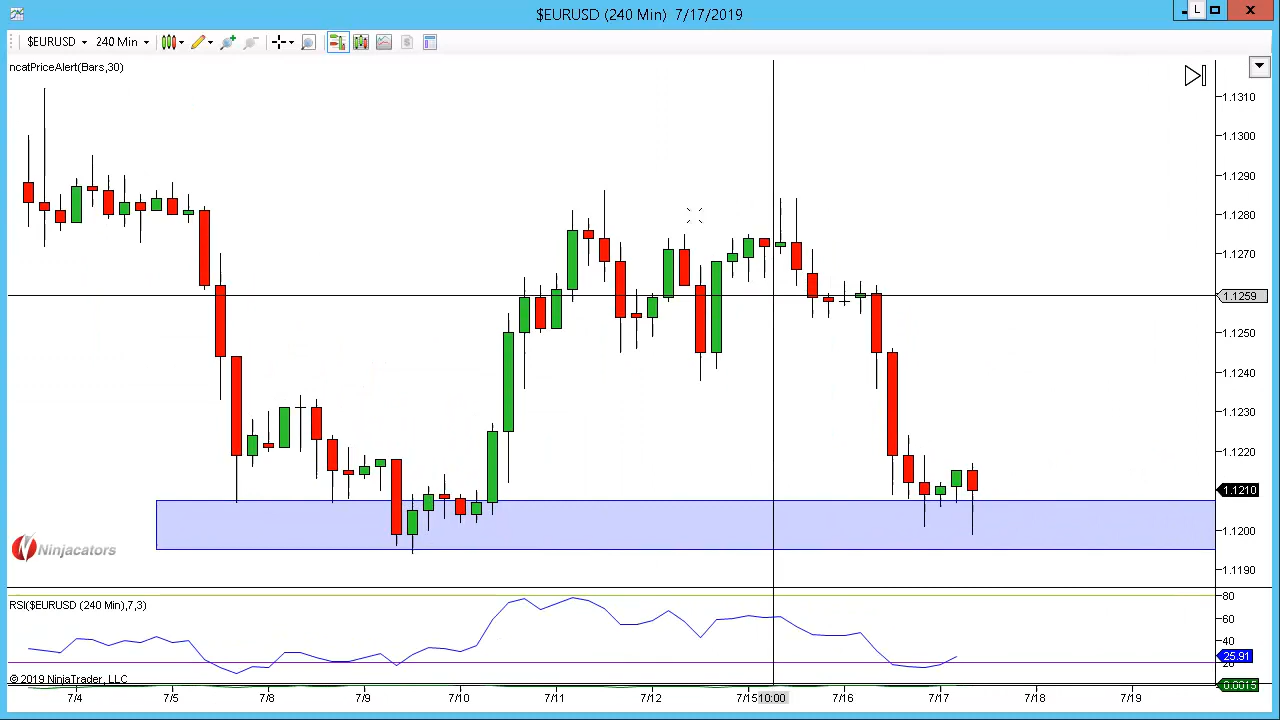 $EURUSD (240 Min) 7/17/2019
L
$EURUSD 240 Min
ncatPriceAlert(Bars,30)
1.1310
1.1300
1.1290
1.1280
1.1270
1.1259
1.1250
1.1240
1.1230
1.1220
1.1210
1.1200
1.1190
Ninjacators
RSI($EURUSD (240 Min),7,3)
80
60
40
25.91
20
© 2019 NinjaTrader, LLC
0.0015
7/4 7/5 7/8 7/9 7/10 7/11 7/12 7/15 10:00 7/16 7/17 7/18 7/19